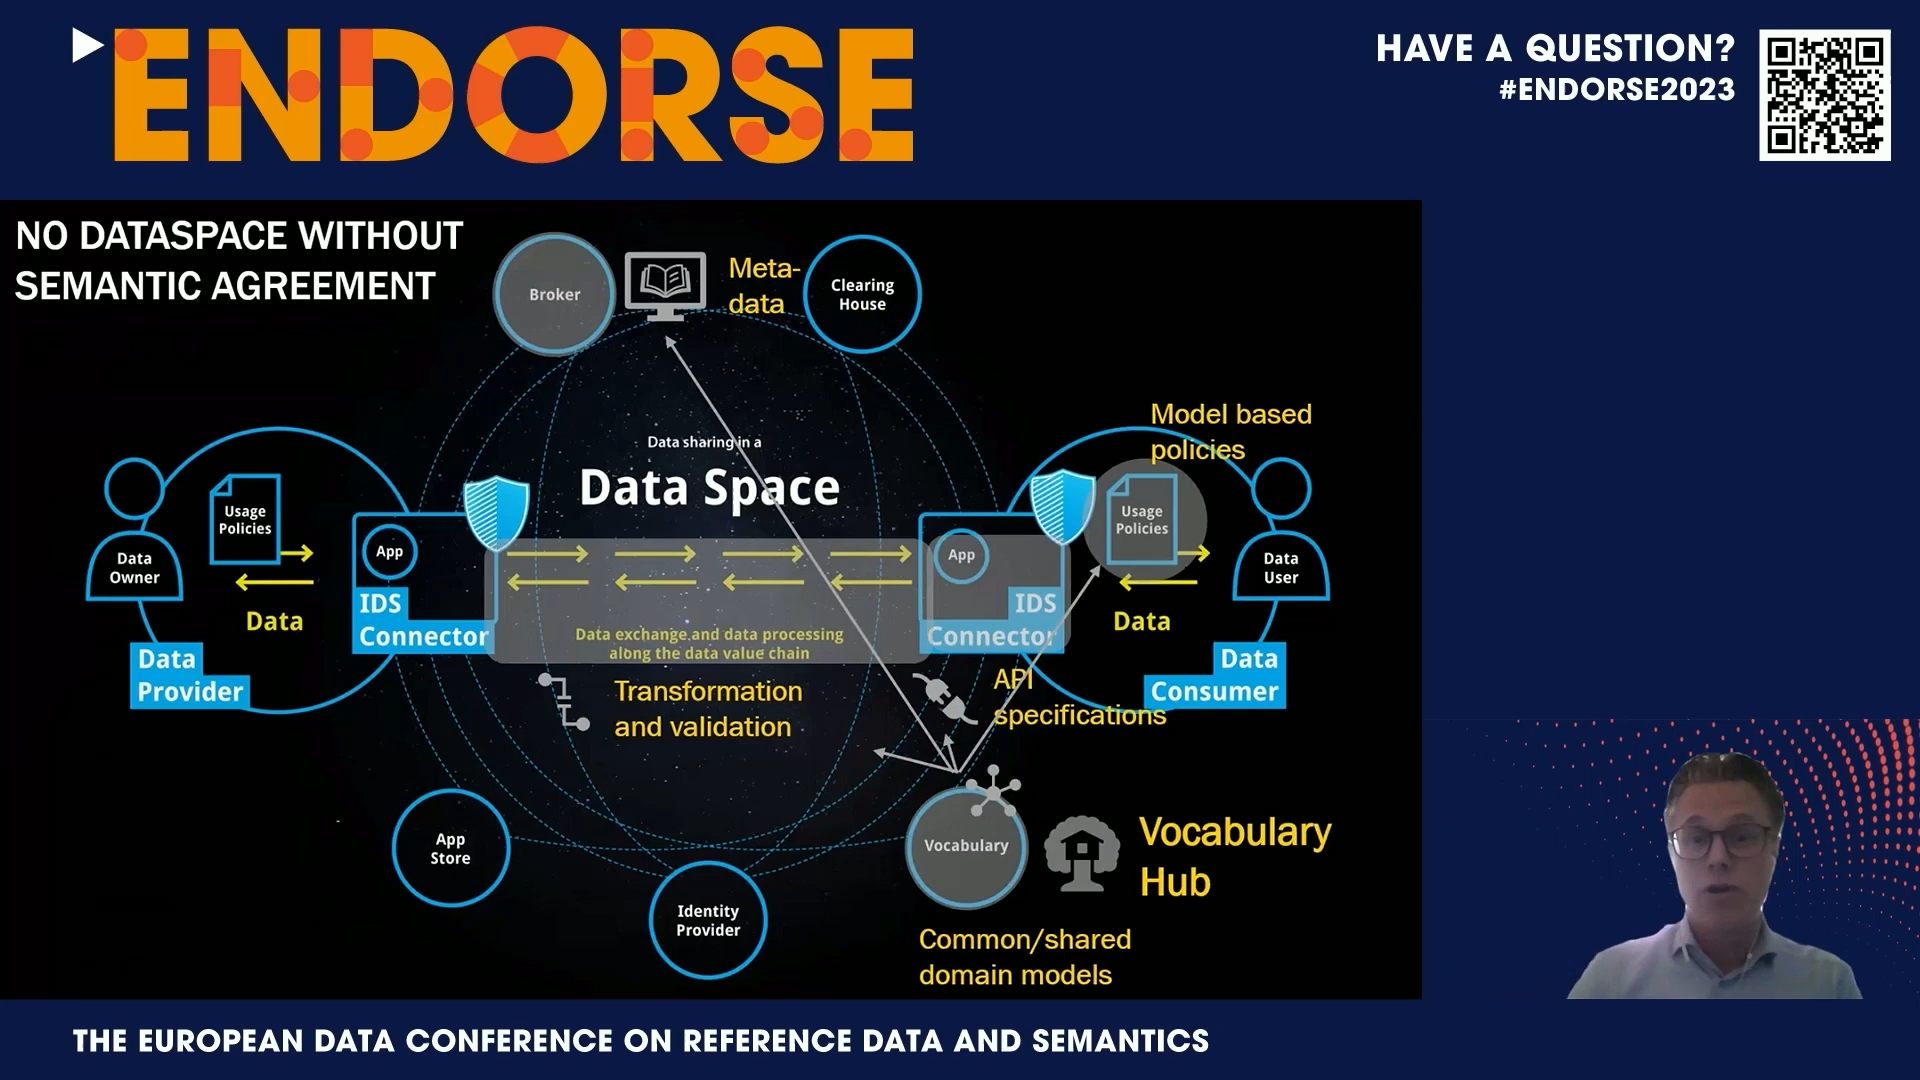 ENDORSE
HAVE A QUESTION?
#ENDORSE2023
NO DATASPACE WITHOUT
SEMANTIC AGREEMENT
Broker
Meta-
data
Clearing
House
Data sharing in a
Data Space
Model based
policies
Usage
Policies
Data
Owner
Data
App
IDS
Connector
Data
Provider
Data exchange and data processing
along the data value chain
App
IDS
Connector
Usage
Policies
Data
Data
User
Data
Consumer
Transformation
and validation
API
specifications
App
Store
Identity
Provider
Vocabulary
Vocabulary
Hub
Common/shared
domain models
THE EUROPEAN DATA CONFERENCE ON REFERENCE DATA AND SEMANTICS